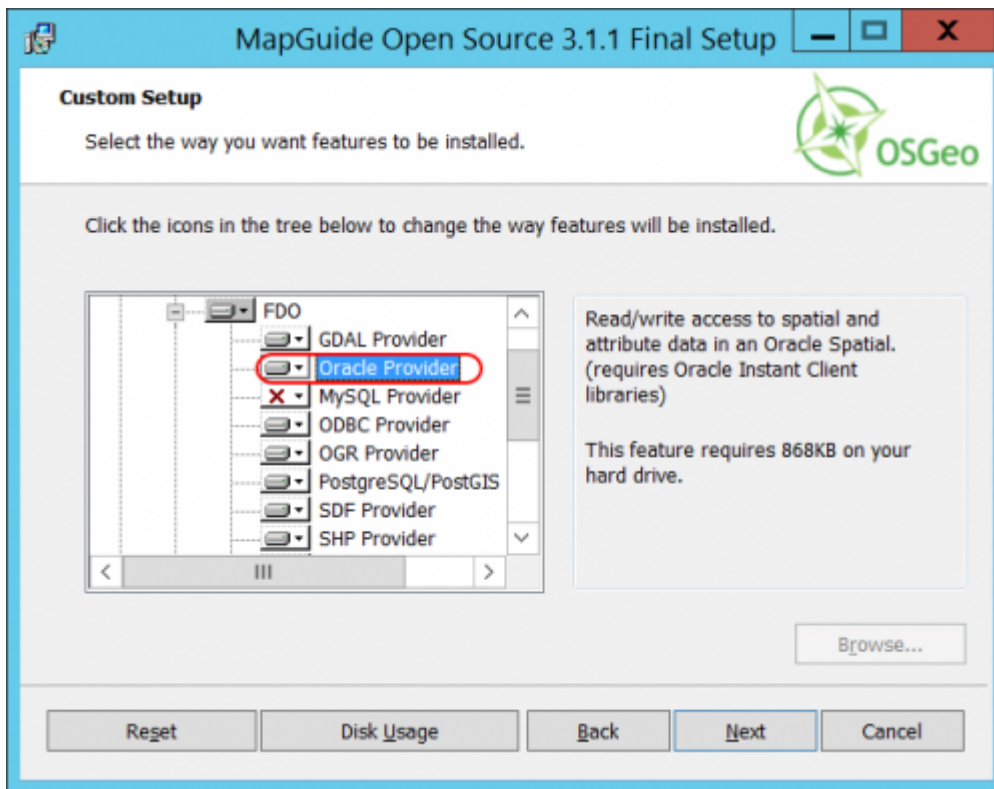 MapGuide Open Source 3.1.1 Final Setup
Custom Setup
Select the way you want features to be installed.
OSGeo
Click the icons in the tree below to change the way features will be installed.
FDO
GDAL Provider
Oracle Provider
MySQL Provider
ODBC Provider
OGR Provider
PostgreSQL/PostGIS
SDF Provider
SHP Provider
Read/write access to spatial and
attribute data in an Oracle Spatial.
(requires Oracle Instant Client
libraries)
This feature requires 868KB on your
hard drive.
Browse...
Reset
Disk Usage
Back
Next
Cancel